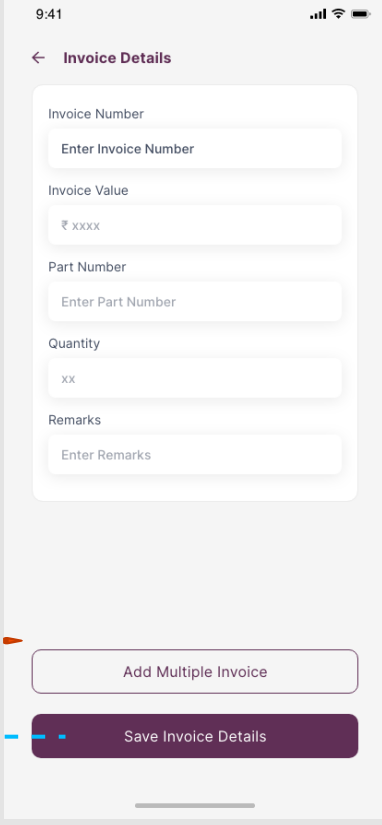 9:41
Invoice Details
Invoice Number
Enter Invoice Number
Invoice Value
₹ xxxx
Part Number
Enter Part Number
Quantity
xx
Remarks
Enter Remarks
Add Multiple Invoice
Save Invoice Details